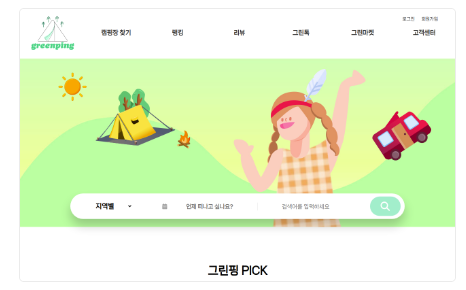 로그인 회원가입
greenping
캠핑장 찾기 랭킹 리뷰 그린톡 그린마켓 고객센터
지역별 언제 떠나고 싶나요? 검색어를 입력하세요
그린핑 PICK